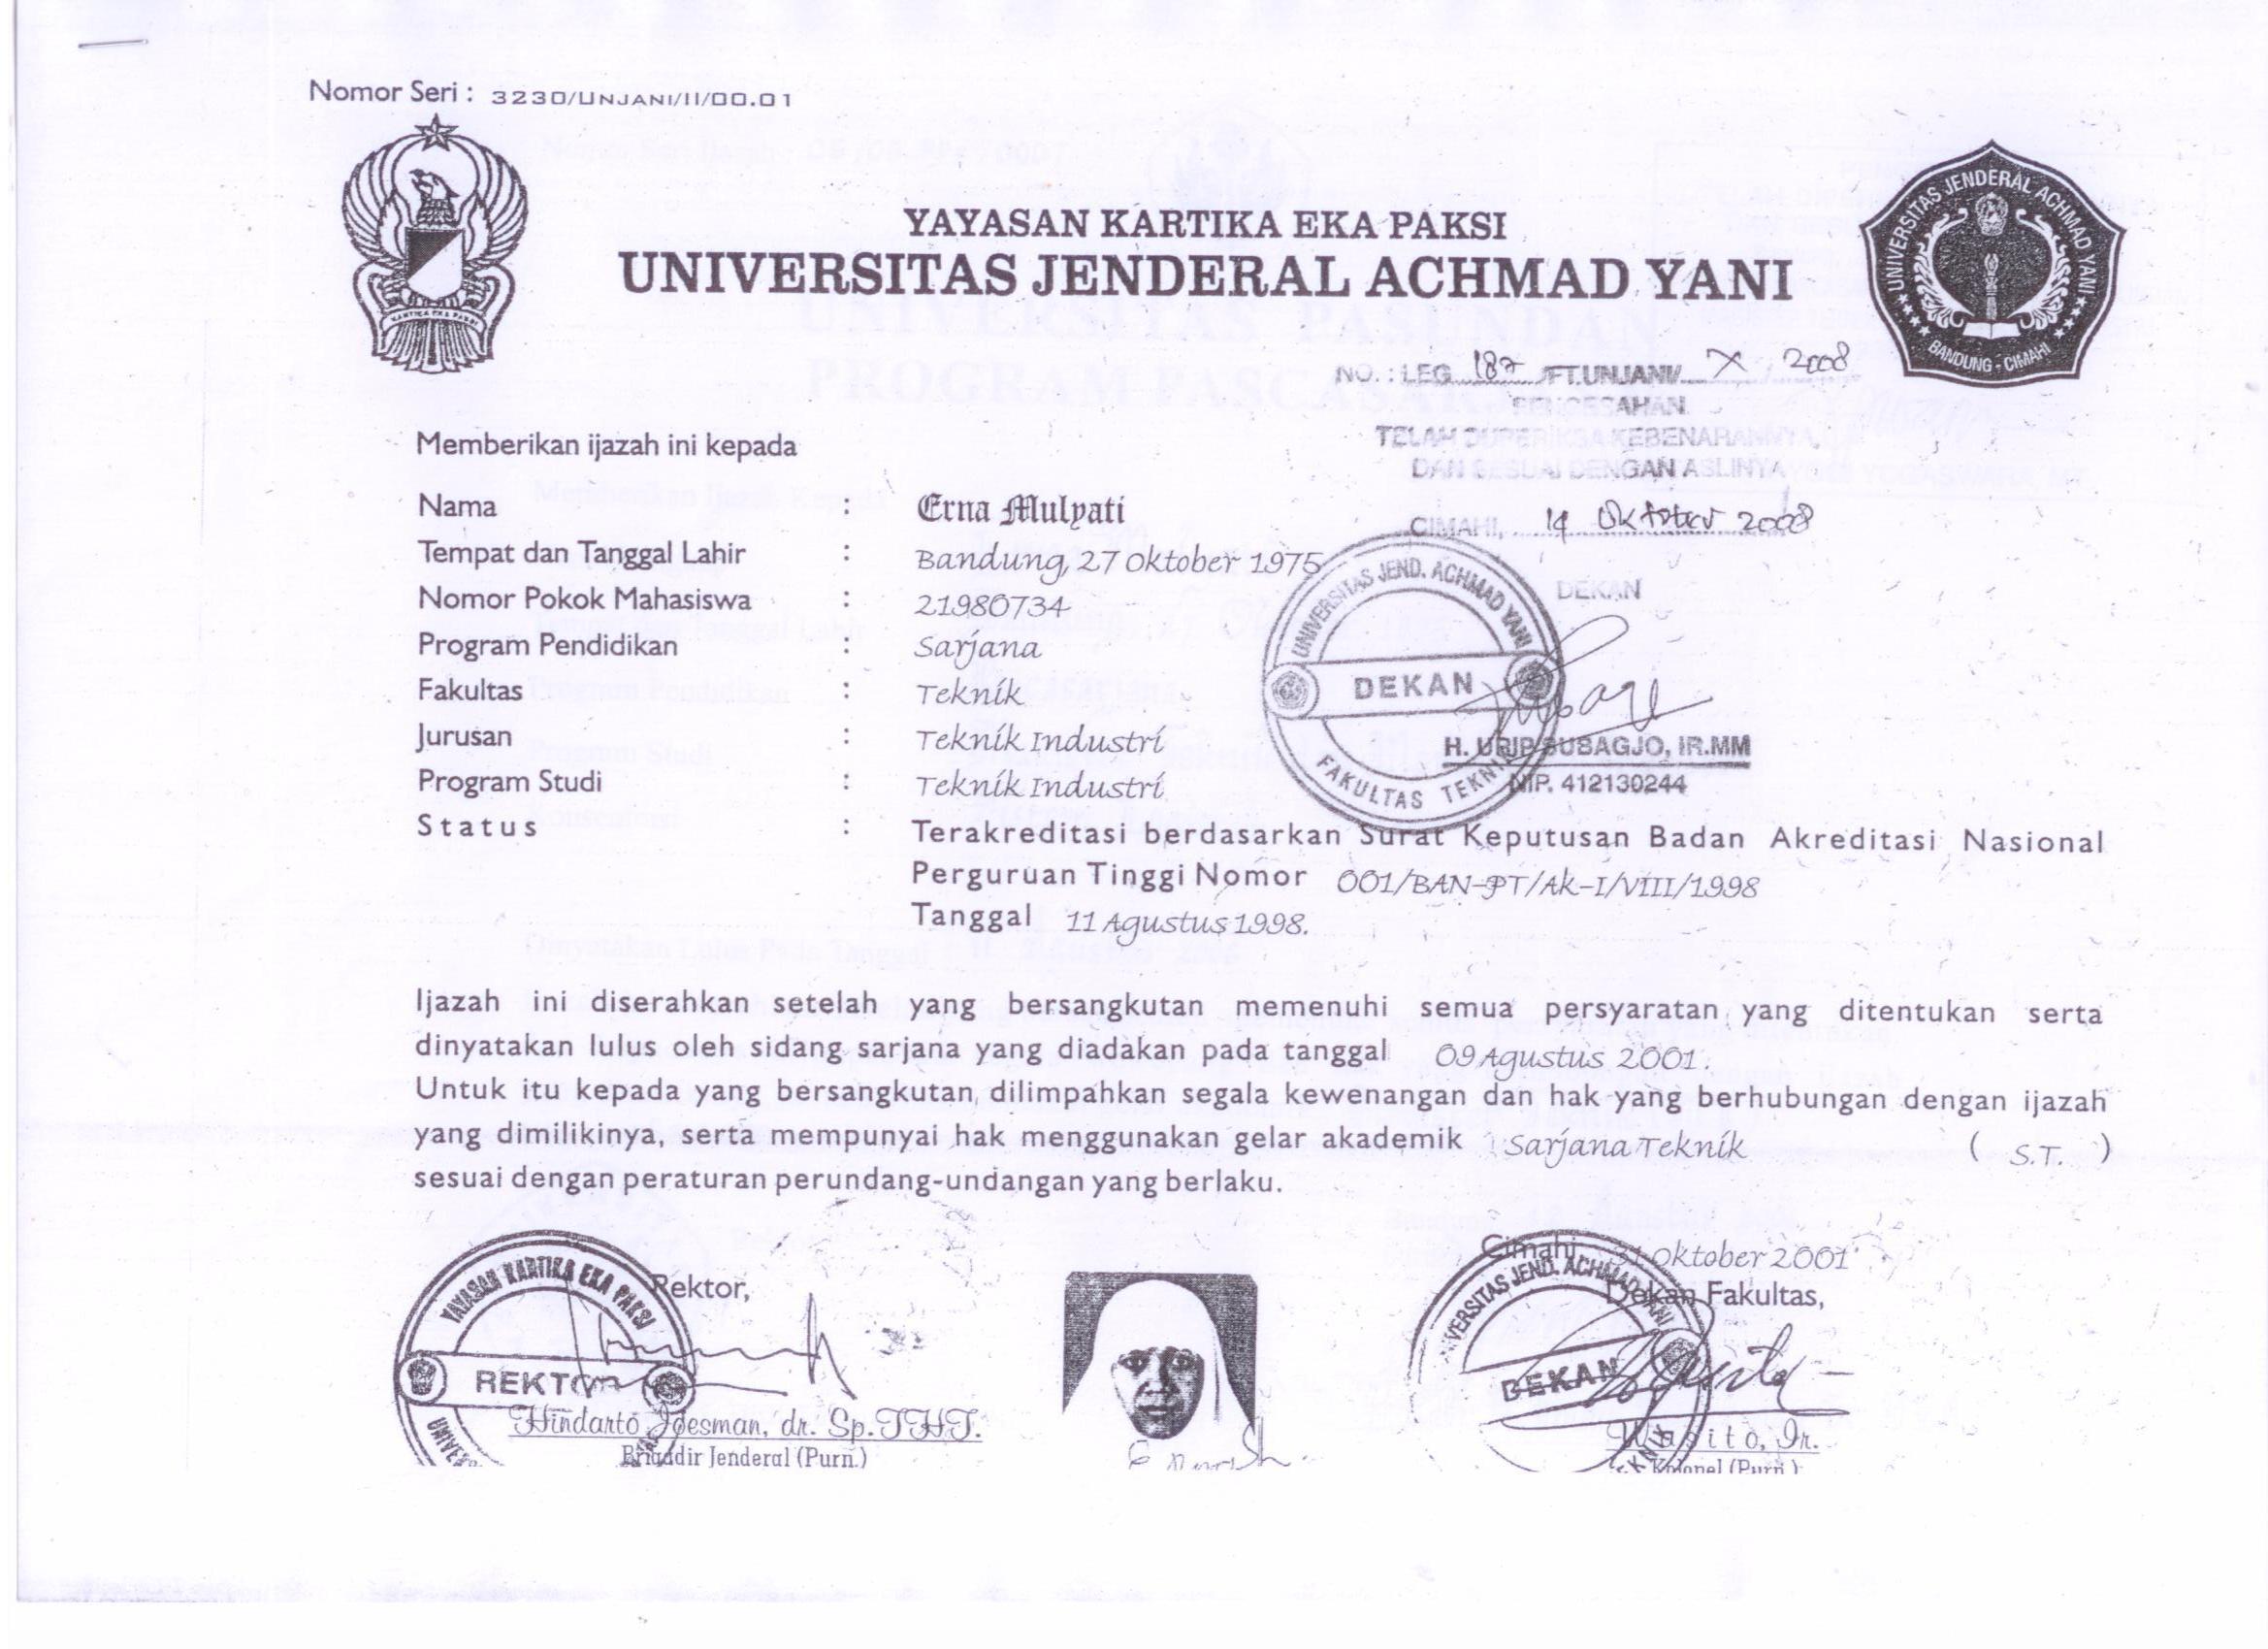 Nomor Seri : 3230/UNJANI/II/00.01
KARTIKA EKA PAKSI
YAYASAN KARTIKA EKA PAKSI
UNIVERSITAS JENDERAL ACHMAD YANI
UNIVERSITAS JENDERAL ACHMAD YANI
BANDUNG - CIMAHI
UNIVERSITAS PASUNDAN
PROGRAM PASCASARJ
NO. : LEG 187 /FT.UNJANI/ X / 2008
PENGESAHAN
TELAH DIPERIKSA KEBENARANNYA
DAN SESUAI DENGAN ASLINYA
CIMAHI, 14 Oktober 2008
DEKAN
UNIVERSITAS JEND. ACHMAD YANI
DEKAN
FAKULTAS TEKNIK
H. URIP SUBAGJO, IR.MM
NIP. 412130244
Memberikan ijazah ini kepada
Nama : Erna Mulyati
Tempat dan Tanggal Lahir : Bandung, 27 Oktober 1975
Nomor Pokok Mahasiswa : 21980734
Program Pendidikan : Sarjana
Fakultas : Teknik
Jurusan : Teknik Industri
Program Studi : Teknik Industri
Status : Terakreditasi berdasarkan Surat Keputusan Badan Akreditasi Nasional
Perguruan Tinggi Nomor 001/BAN-PT/Ak-I/VIII/1998
Tanggal 11 Agustus 1998.
Ijazah ini diserahkan setelah yang bersangkutan memenuhi semua persyaratan yang ditentukan serta
dinyatakan lulus oleh sidang sarjana yang diadakan pada tanggal 09 Agustus 2001.
Untuk itu kepada yang bersangkutan dilimpahkan segala kewenangan dan hak yang berhubungan dengan ijazah
yang dimilikinya, serta mempunyai hak menggunakan gelar akademik Sarjana Teknik ( S.T. )
sesuai dengan peraturan perundang-undangan yang berlaku.
Cimahi, 31 Oktober 2001
Rektor,
Dekan Fakultas,
YAYASAN KARTIKA EKA PAKSI
REKTOR
UNIVERSITAS JEND. ACHMAD YANI
DEKAN
Hindarto Joesman, dr. Sp.THT.
Brigadir Jenderal (Purn.)
Wasito, Ir.
Kolonel (Purn.)